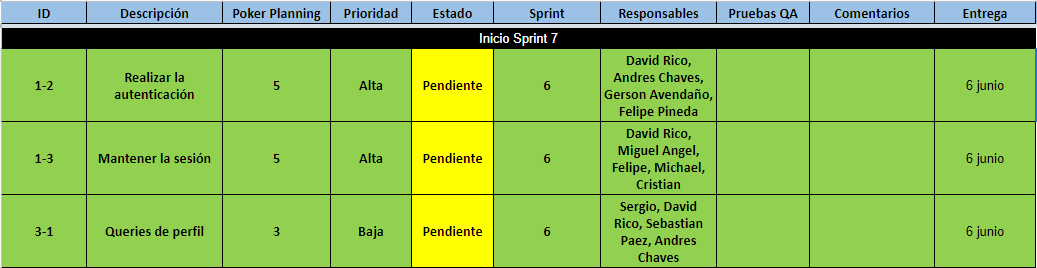 ID Descripción Poker Planning Prioridad Estado Sprint Responsables Pruebas QA Comentarios Entrega
Inicio Sprint 7
1-2 Realizar la autenticación 5 Alta Pendiente 6 David Rico, Andres Chaves, Gerson Avendaño, Felipe Pineda 6 junio
1-3 Mantener la sesión 5 Alta Pendiente 6 David Rico, Miguel Angel, Felipe, Michael, Cristian 6 junio
3-1 Queries de perfil 3 Baja Pendiente 6 Sergio, David Rico, Sebastian Paez, Andres Chaves 6 junio